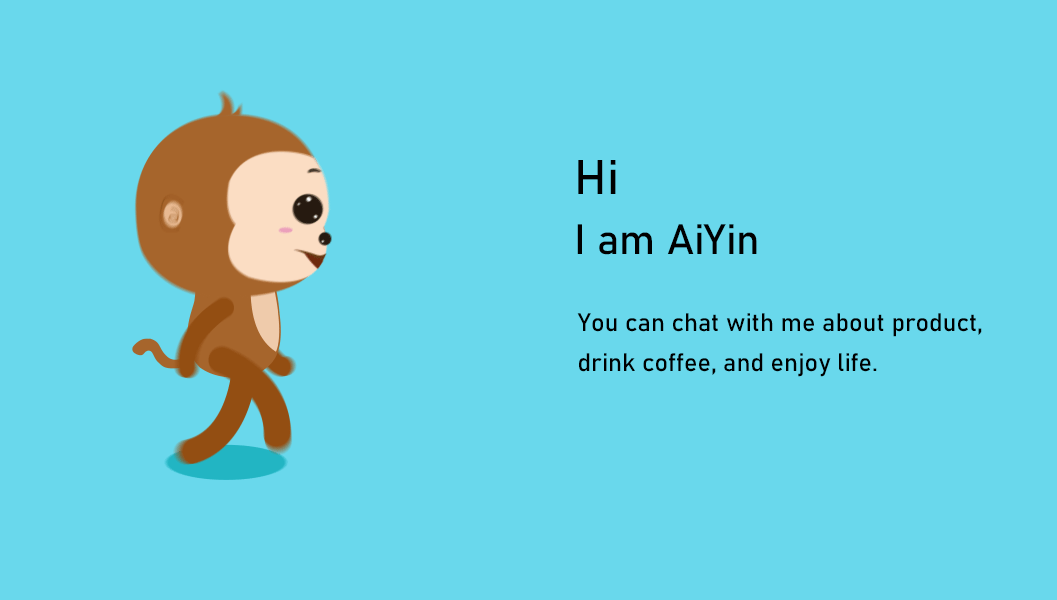 Hi
I am AiYin
You can chat with me about product,
drink coffee, and enjoy life.